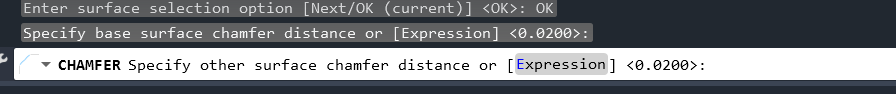 Enter surface selection option [Next/OK (current)] <OK>: OK
Specify base surface chamfer distance or [Expression] <0.0200>:
CHAMFER Specify other surface chamfer distance or [Expression] <0.0200>: